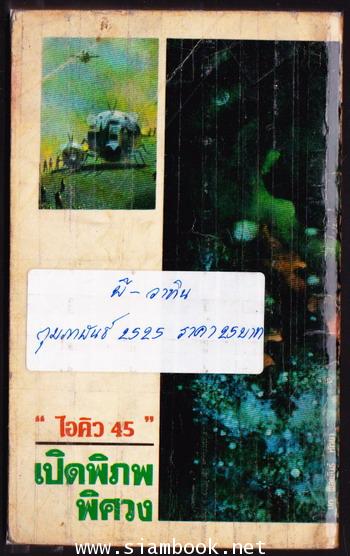 ผี - วาทิน
กุมภาพันธ์ 2525 ราคา 25 บาท
" ไอคิว 45 "
เปิดพิภพ
พิศวง
www.siambook.net